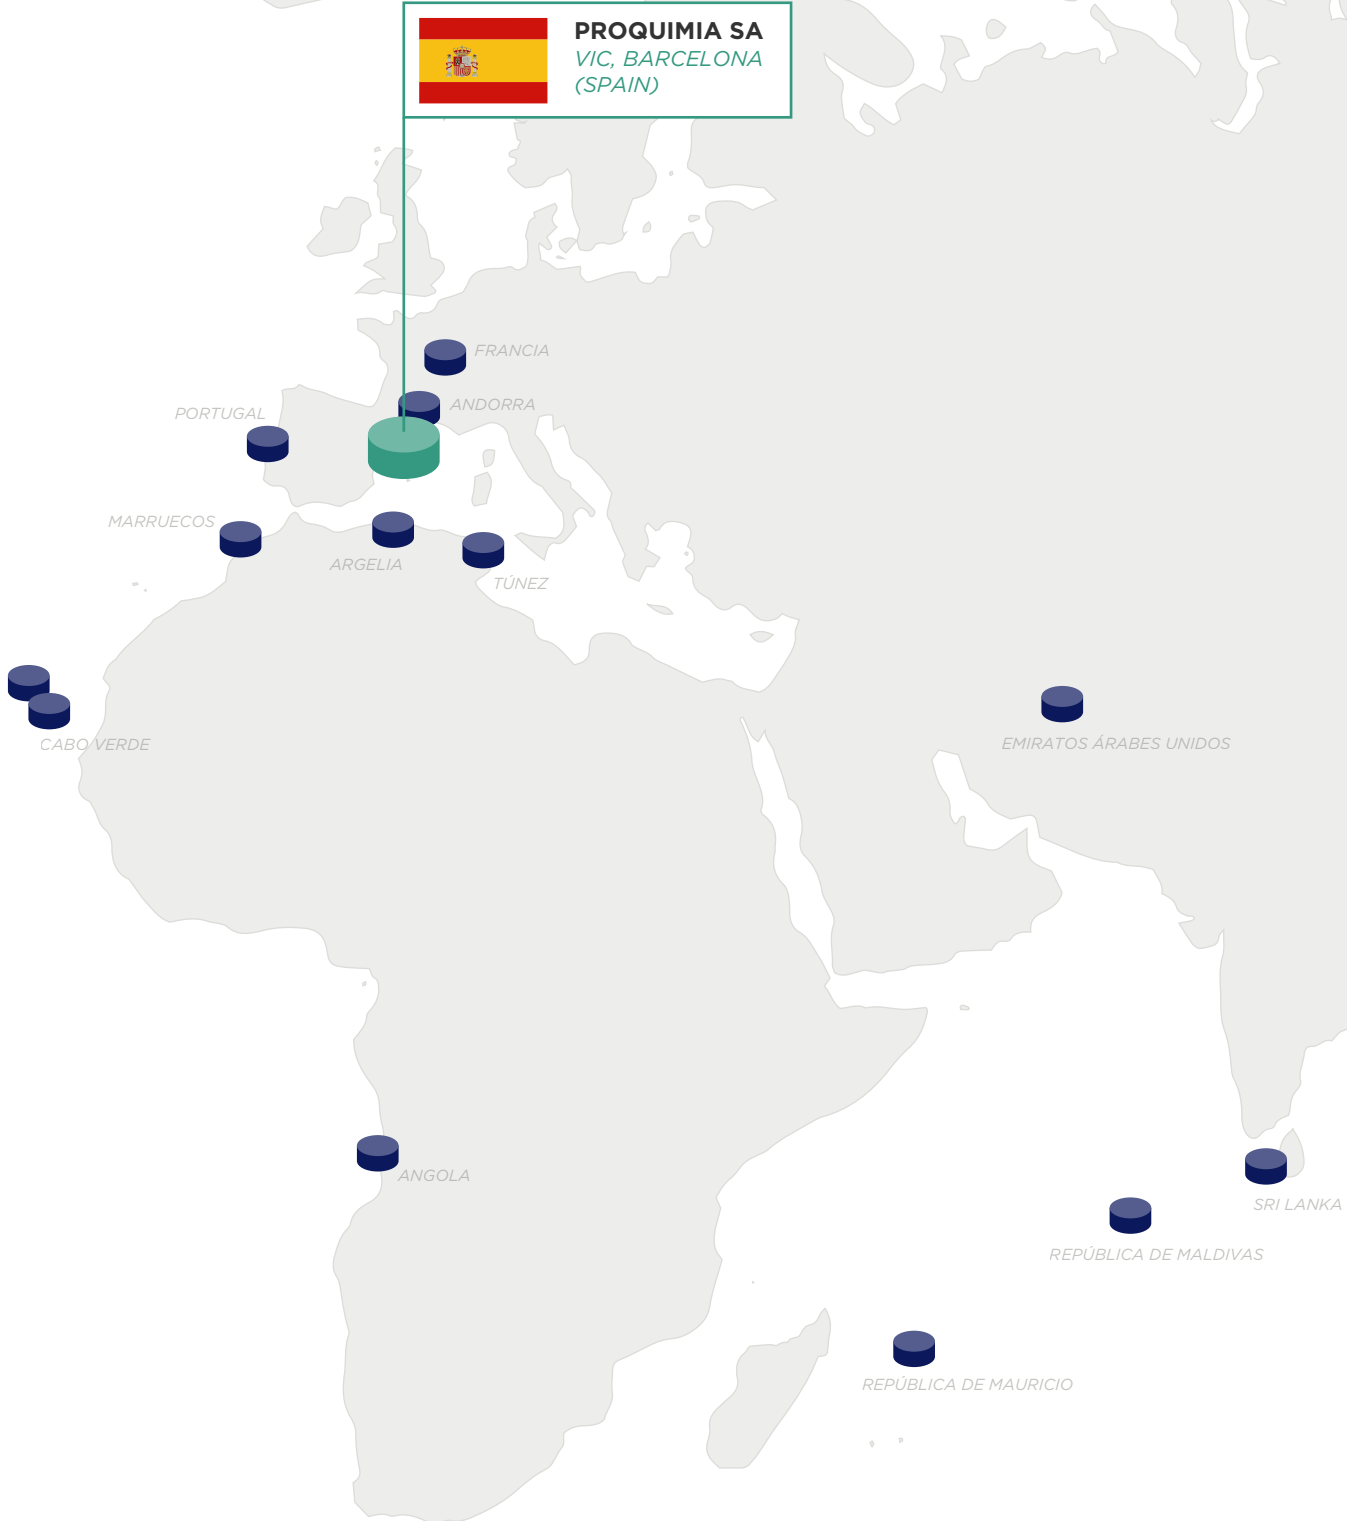 PROQUIMIA SA
VIC, BARCELONA
(SPAIN)
FRANCIA
ANDORRA
PORTUGAL
MARRUECOS
ARGELIA
TÚNEZ
CABO VERDE
EMIRATOS ÁRABES UNIDOS
ANGOLA
SRI LANKA
REPÚBLICA DE MALDIVAS
REPÚBLICA DE MAURICIO